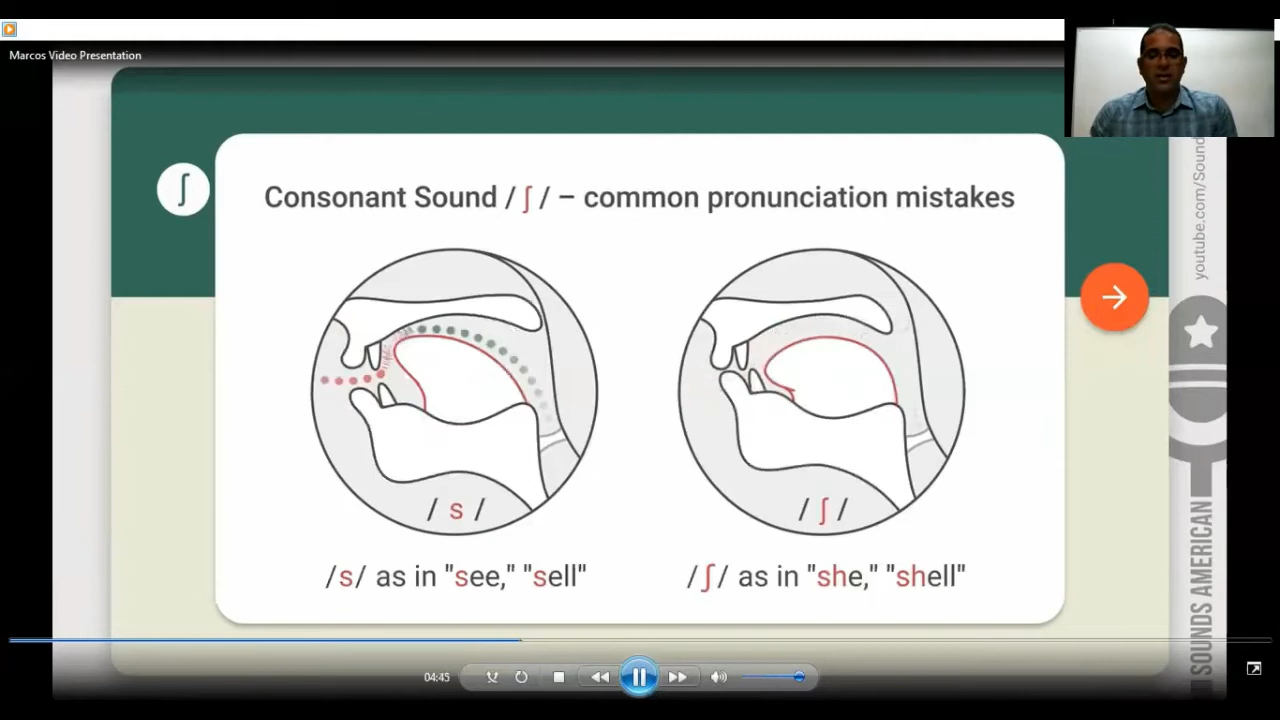 Marcos Video Presentation
ʃ
Consonant Sound / ʃ / – common pronunciation mistakes
/ s /
/ ʃ /
/s/ as in "see," "sell"
/ʃ/ as in "she," "shell"
youtube.com/Sound
SOUNDS AMERICAN
04:45